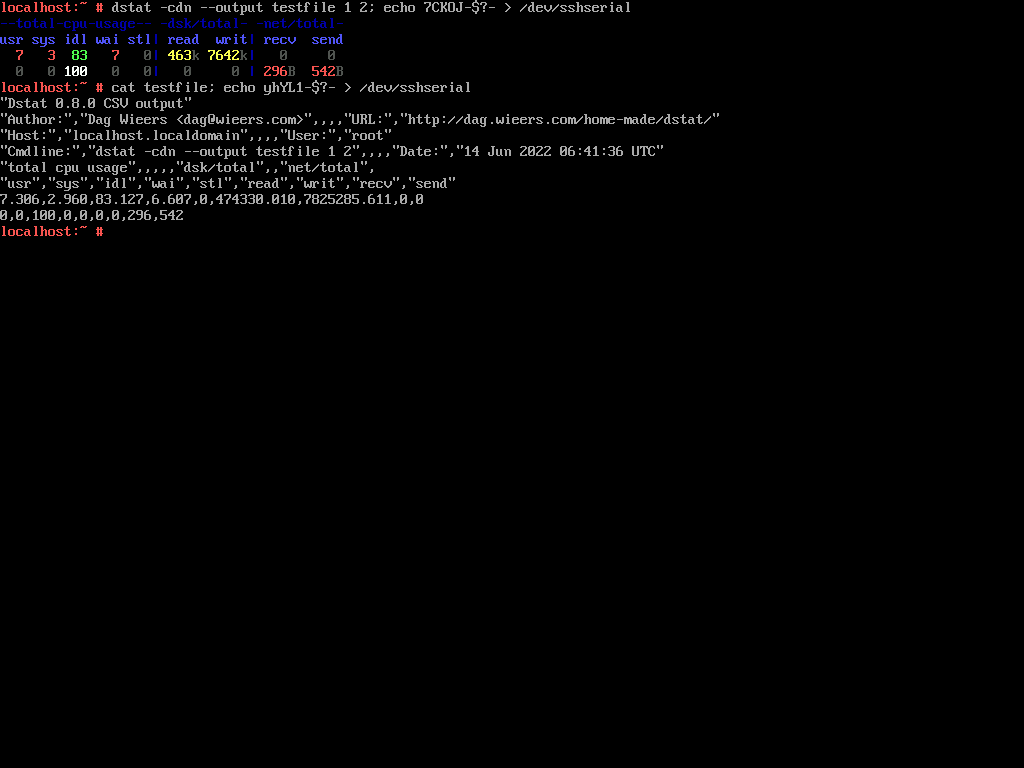 localhost:~ # dstat -cdn --output testfile 1 2; echo 7CKOJ-$?- > /dev/sshserial
--total-cpu-usage-- -dsk/total- -net/total-
usr sys idl wai stl| read  writ| recv  send
  7   3  83   7   0| 463k 7642k|   0     0
  0   0 100   0   0|   0     0 | 296B  542B
localhost:~ # cat testfile; echo yhYL1-$?- > /dev/sshserial
"Dstat 0.8.0 CSV output"
"Author:","Dag Wieers <dag@wieers.com>",,,,"URL:","http://dag.wieers.com/home-made/dstat/"
"Host:","localhost.localdomain",,,,"User:","root"
"Cmdline:","dstat -cdn --output testfile 1 2",,,,"Date:","14 Jun 2022 06:41:36 UTC"
"total cpu usage",,,,,"dsk/total",,"net/total",
"usr","sys","idl","wai","stl","read","writ","recv","send"
7.306,2.960,83.127,6.607,0,474330.010,7825285.611,0,0
0,0,100,0,0,0,0,296,542
localhost:~ #